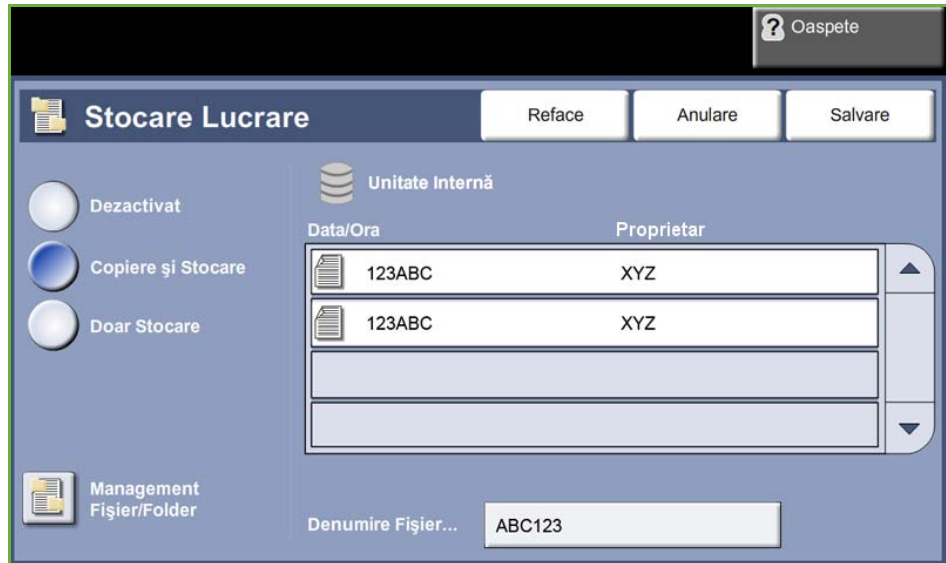 ? Oaspete
Stocare Lucrare
Reface
Anulare
Salvare
Dezactivat
Copiere şi Stocare
Doar Stocare
Unitate Internă
Data/Ora Proprietar
123ABC XYZ
123ABC XYZ
Management
Fişier/Folder
Denumire Fişier...
ABC123